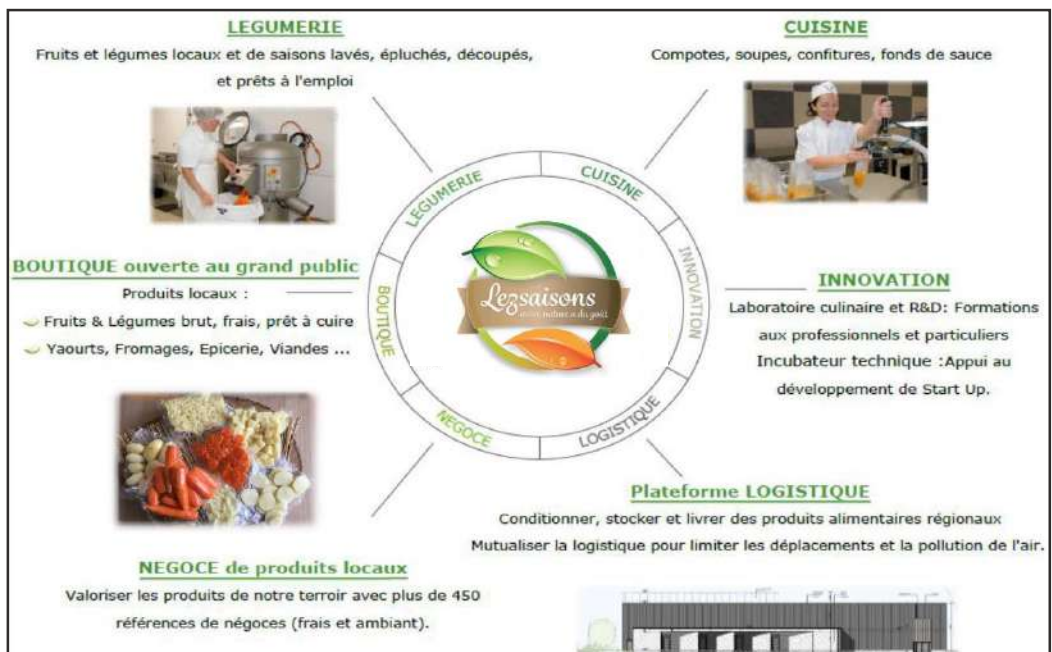 LEGUMERIE
Fruits et légumes locaux et de saisons lavés, épluchés, découpés,
et prêts à l'emploi
CUISINE
Compotes, soupes, confitures, fonds de sauce
LEGUMERIE
CUISINE
INNOVATION
LOGISTIQUE
NEGOCE
BOUTIQUE
Lezsaisons
BOUTIQUE ouverte au grand public
Produits locaux :
Fruits & Légumes brut, frais, prêt à cuire
Yaourts, Fromages, Epicerie, Viandes ...
INNOVATION
Laboratoire culinaire et R&D: Formations
aux professionnels et particuliers
Incubateur technique :Appui au
développement de Start Up.
Plateforme LOGISTIQUE
Conditionner, stocker et livrer des produits alimentaires régionaux
Mutualiser la logistique pour limiter les déplacements et la pollution de l'air.
NEGOCE de produits locaux
Valoriser les produits de notre terroir avec plus de 450
références de négoces (frais et ambiant).